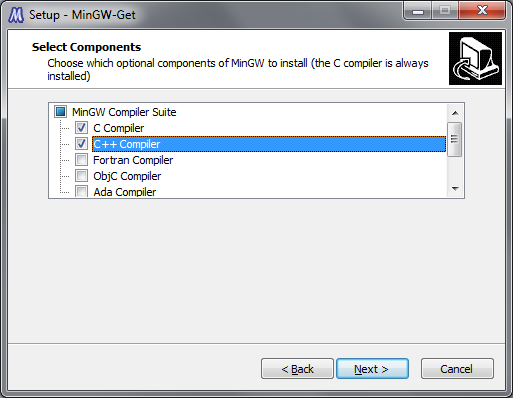 Setup - MinGW-Get
Select Components
Choose which optional components of MinGW to install (the C compiler is always
installed)
MinGW Compiler Suite
C Compiler
C++ Compiler
Fortran Compiler
ObjC Compiler
Ada Compiler
< Back
Next >
Cancel